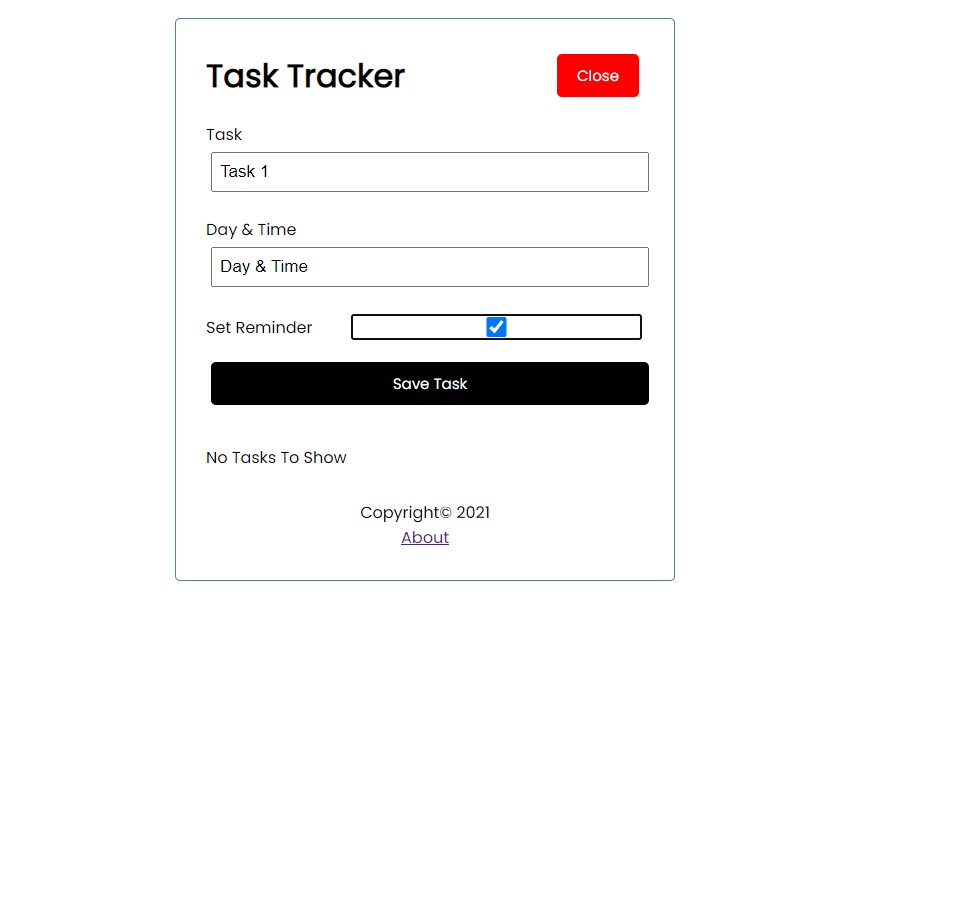 Task Tracker
Close
Task
Task 1
Day & Time
Day & Time
Set Reminder
Save Task
No Tasks To Show
Copyright© 2021
About